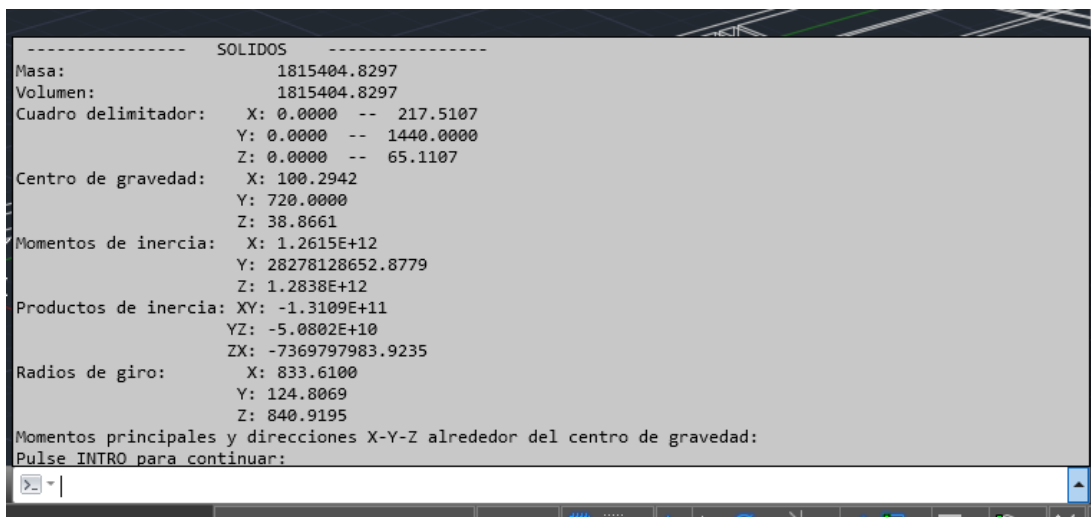 ---------------- SOLIDOS ----------------
Masa: 1815404.8297
Volumen: 1815404.8297
Cuadro delimitador: X: 0.0000 -- 217.5107
Y: 0.0000 -- 1440.0000
Z: 0.0000 -- 65.1107
Centro de gravedad: X: 100.2942
Y: 720.0000
Z: 38.8661
Momentos de inercia: X: 1.2615E+12
Y: 28278128652.8779
Z: 1.2838E+12
Productos de inercia: XY: -1.3109E+11
YZ: -5.0802E+10
ZX: -7369797983.9235
Radios de giro: X: 833.6100
Y: 124.8069
Z: 840.9195
Momentos principales y direcciones X-Y-Z alrededor del centro de gravedad:
Pulse INTRO para continuar: